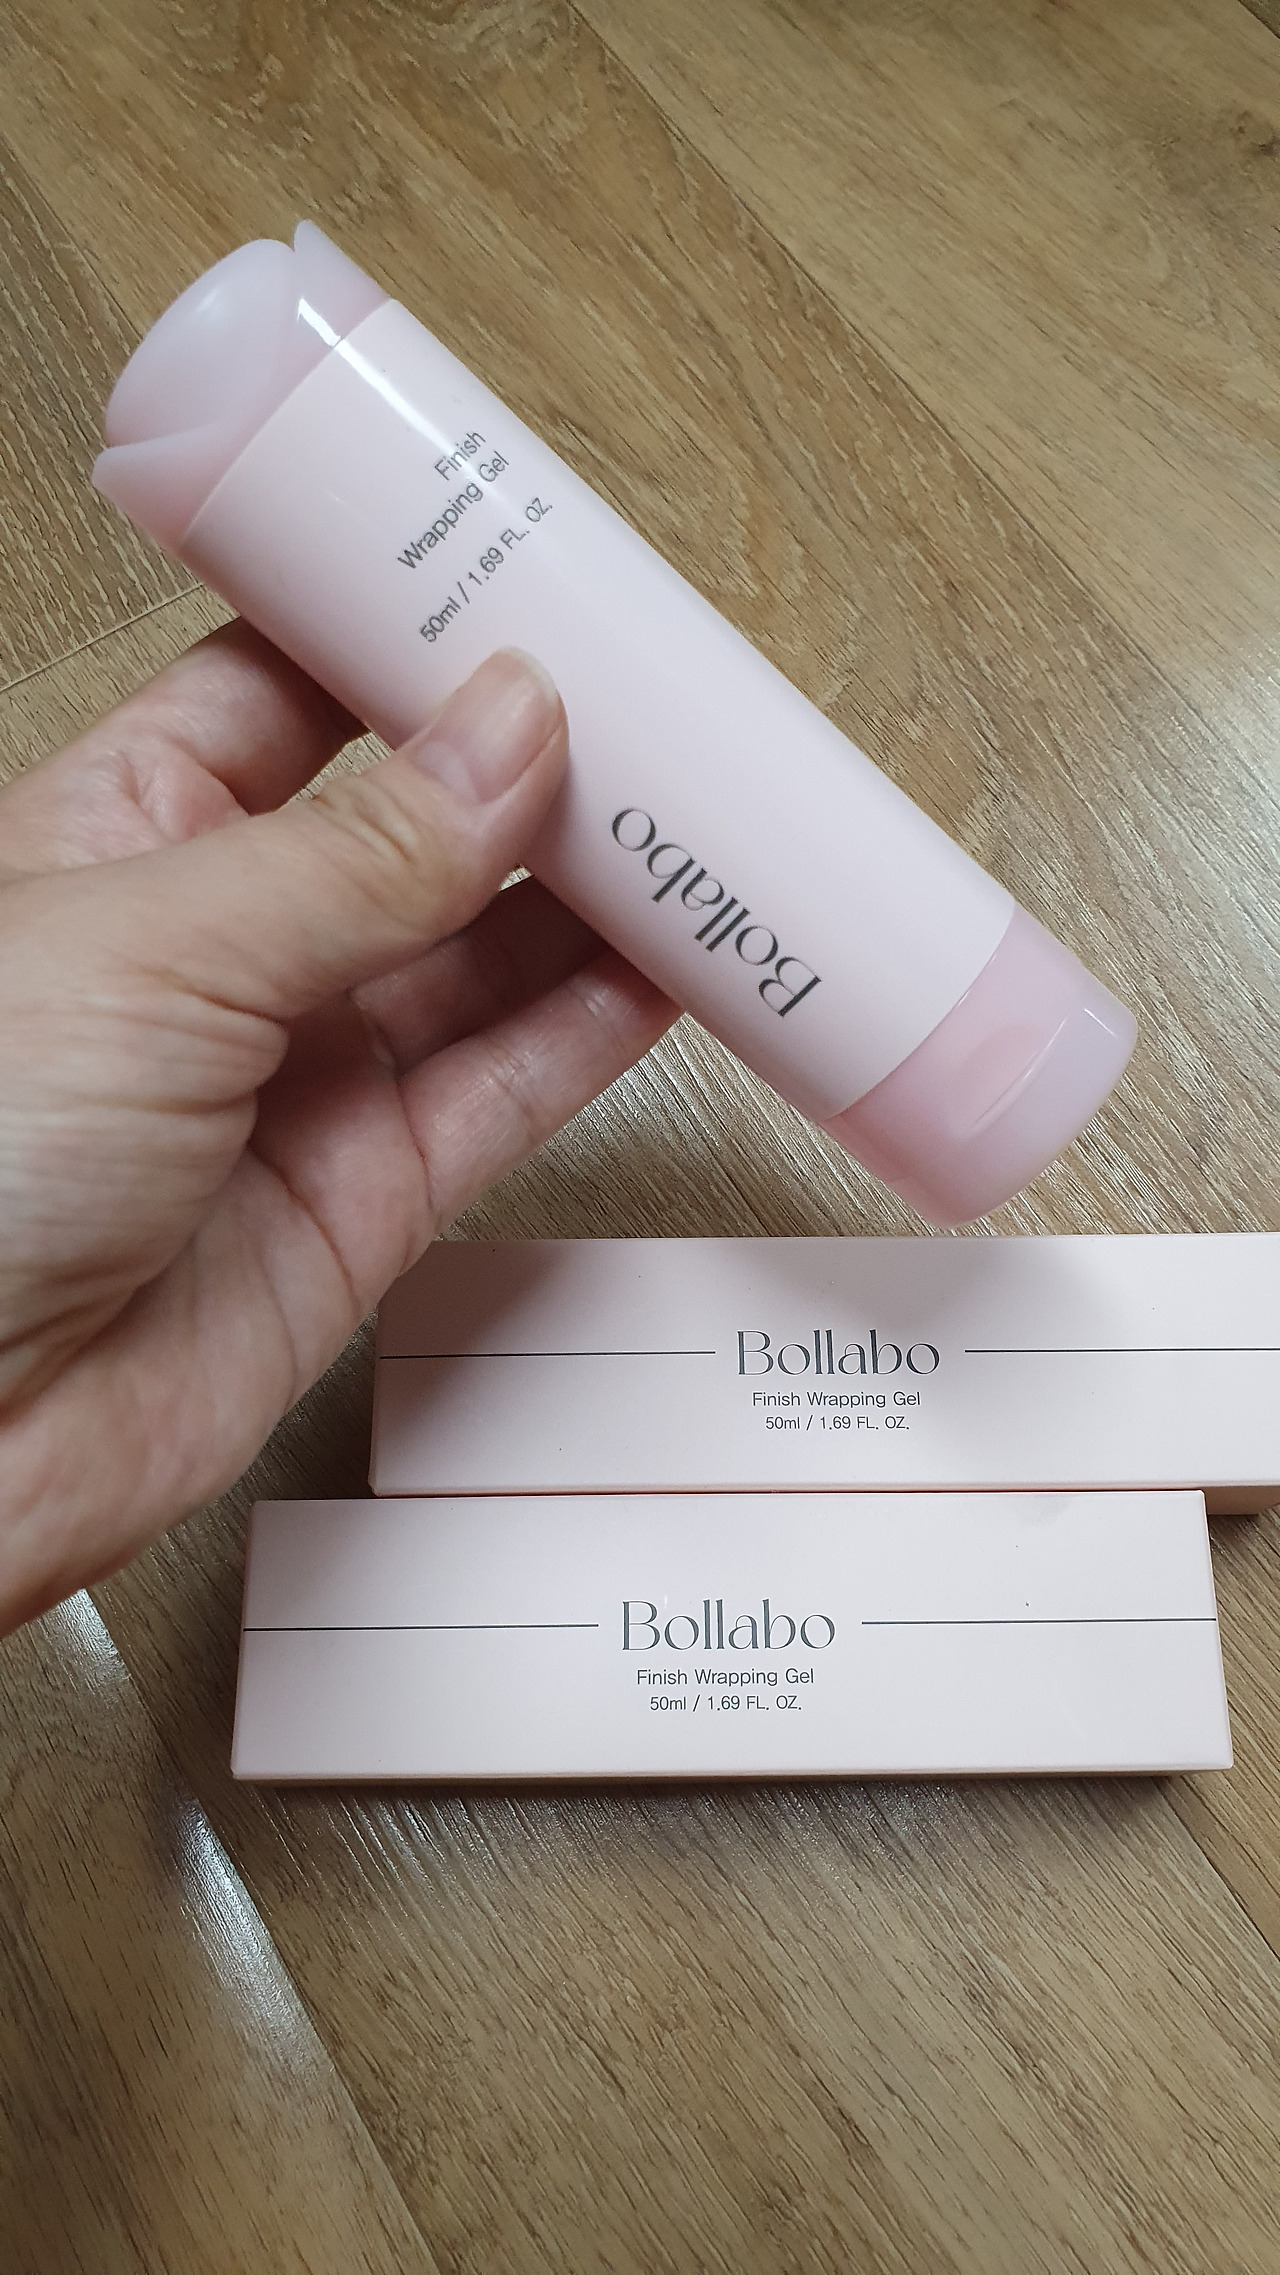 Finish
Wrapping Gel
50ml / 1.69 FL. OZ.
Bollabo
Bollabo
Finish Wrapping Gel
50ml / 1.69 FL. OZ.
Bollabo
Finish Wrapping Gel
50ml / 1.69 FL. OZ.